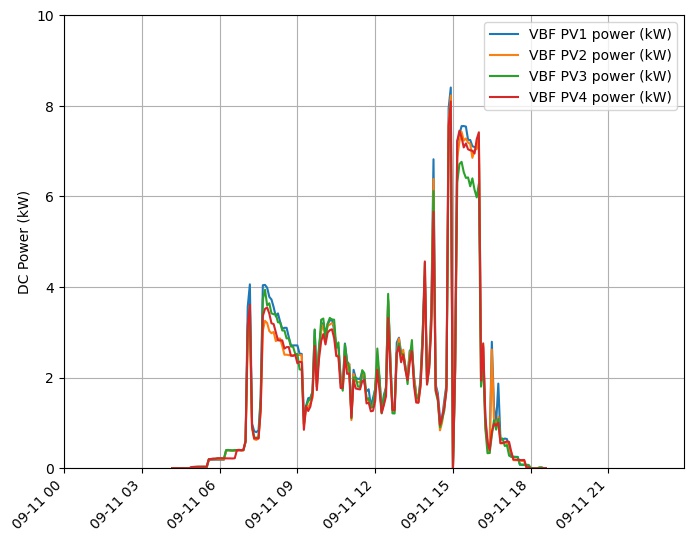 10
8
6
4
2
0
DC Power (kW)
VBF PV1 power (kW)
VBF PV2 power (kW)
VBF PV3 power (kW)
VBF PV4 power (kW)
09-11 00
09-11 03
09-11 06
09-11 09
09-11 12
09-11 15
09-11 18
09-11 21